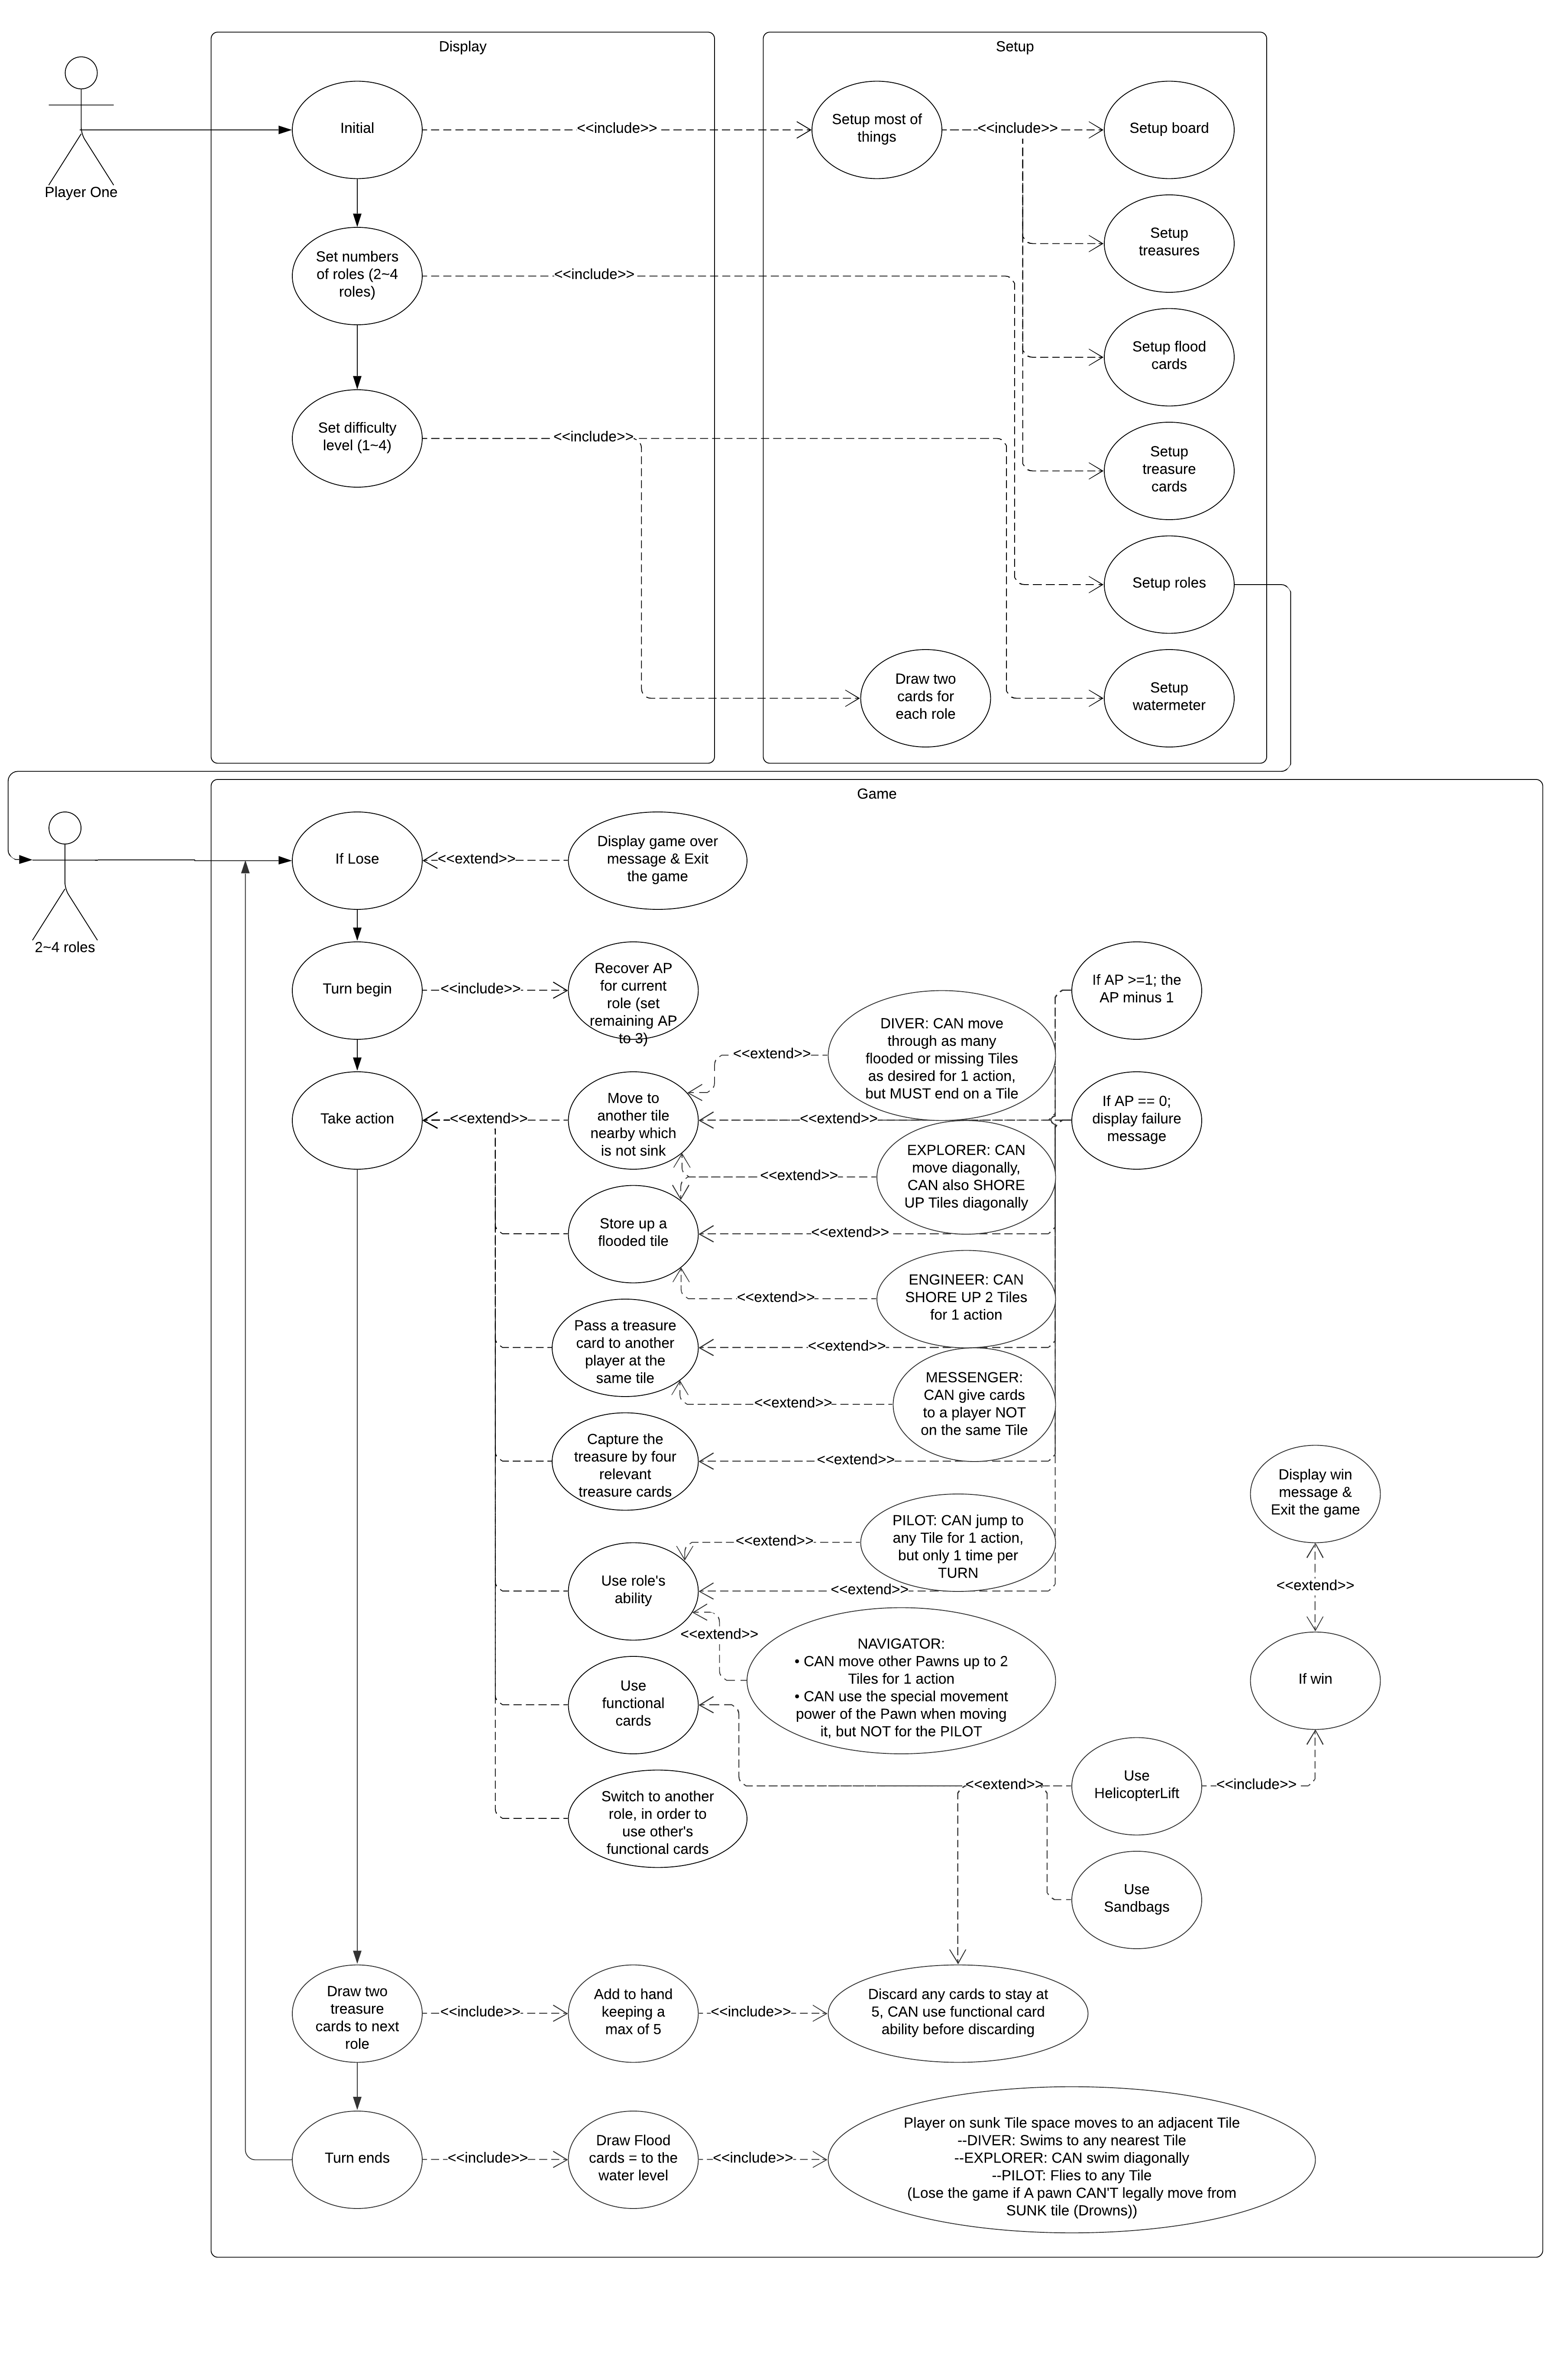 Display
Setup
Initial
<<include>>
Setup most of
things
<<include>>
Setup board
Player One
Setup
treasures
Set numbers
of roles (2~4
roles)
<<include>>
Setup flood
cards
Set difficulty
level (1~4)
<<include>>
Setup
treasure
cards
Setup roles
Draw two
cards for
each role
Setup
watermeter
Game
If Lose
<<extend>>
Display game over
message & Exit
the game
2~4 roles
Turn begin
<<include>>
Recover AP
for current
role (set
remaining AP
to 3)
If AP >=1; the
AP minus 1
<<extend>>
DIVER: CAN move
through as many
flooded or missing Tiles
as desired for 1 action,
but MUST end on a Tile
Take action
<<extend>>
Move to
another tile
nearby which
is not sink
<<extend>>
If AP == 0;
display failure
message
<<extend>>
EXPLORER: CAN
move diagonally,
CAN also SHORE
UP Tiles diagonally
Store up a
flooded tile
<<extend>>
<<extend>>
ENGINEER: CAN
SHORE UP 2 Tiles
for 1 action
Pass a treasure
card to another
player at the
same tile
<<extend>>
<<extend>>
MESSENGER:
CAN give cards
to a player NOT
on the same Tile
Capture the
treasure by four
relevant
treasure cards
<<extend>>
Display win
message &
Exit the game
<<extend>>
PILOT: CAN jump to
any Tile for 1 action,
but only 1 time per
TURN
Use role's
ability
<<extend>>
<<extend>>
<<extend>>
NAVIGATOR:
• CAN move other Pawns up to 2
Tiles for 1 action
• CAN use the special movement
power of the Pawn when moving
it, but NOT for the PILOT
If win
Use
functional
cards
<<extend>>
Use
HelicopterLift
<<include>>
Switch to another
role, in order to
use other's
functional cards
Use
Sandbags
Draw two
treasure
cards to next
role
<<include>>
Add to hand
keeping a
max of 5
<<include>>
Discard any cards to stay at
5, CAN use functional card
ability before discarding
Turn ends
<<include>>
Draw Flood
cards = to the
water level
<<include>>
Player on sunk Tile space moves to an adjacent Tile
--DIVER: Swims to any nearest Tile
--EXPLORER: CAN swim diagonally
--PILOT: Flies to any Tile
(Lose the game if A pawn CAN'T legally move from
SUNK tile (Drowns))